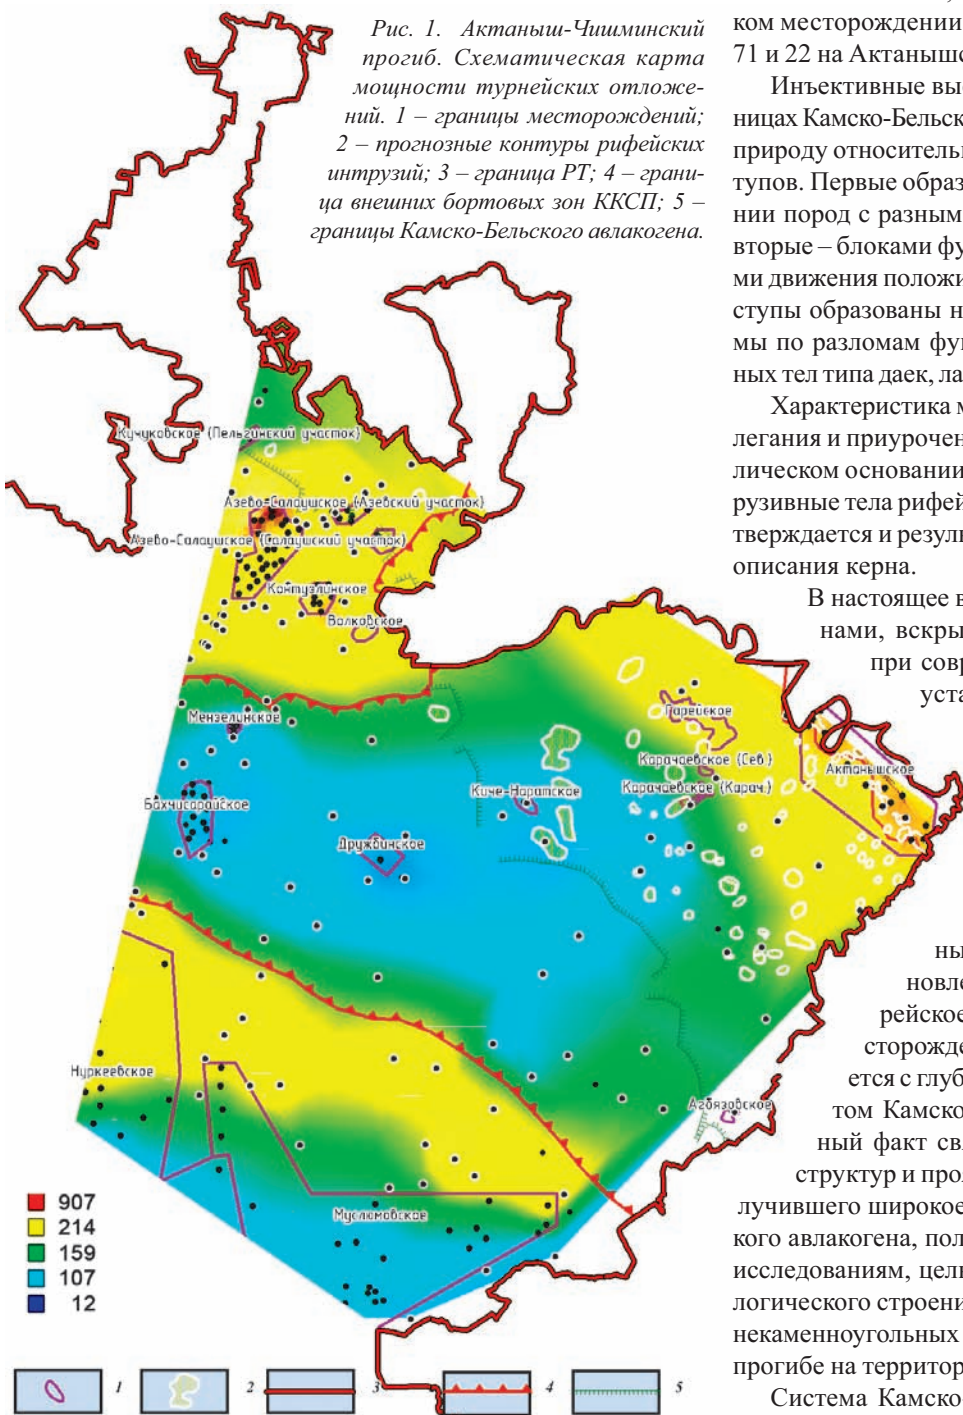 Рис. 1. Актаныш-Чишминский
прогиб. Схематическая карта
мощности турнейских отложе-
ний. 1 – границы месторождений;
2 – прогнозные контуры рифейских
интрузий; 3 – граница РТ; 4 – грани-
ца внешних бортовых зон ККСП; 5 –
границы Камско-Бельского авлакогена.
ком месторождении
71 и 22 на Актанышс
Инъективные выс
ницах Камско-Бельск
природу относительн
тупов. Первые образ
нии пород с разным
вторые – блоками фу
ми движения положи
ступы образованы н
мы по разломам фун
ных тел типа даек, ла
Характеристика м
легания и приурочен
лическом основании
рузивные тела рифей
тверждается и резуль
описания керна.
В настоящее в
нами, вскры
при совр
уста
ны
новле
рейское
сторожде
ется с глуб
том Камско
ный факт свя
структур и проя
лучившего широкое
кого авлакогена, пол
исследованиям, целы
логического строени
некаменноугольных
прогибе на территор
Система Камско
Кучуковское (Пельгинский участок)
Азево-Салаушское (Азевский участок)
Азево-Салаушское (Салаушский участок)
Контузлинское
Волковское
Мензелинское
Гарейское
Карачаевское (Сев.)
Актанышское
Карачаевское (Карач.)
Киче-Наратское
Бахчисарайское
Дружбинское
Нуркеевское
Агбязовское
Муслюмовское
907
214
159
107
12
1 2 3 4 5